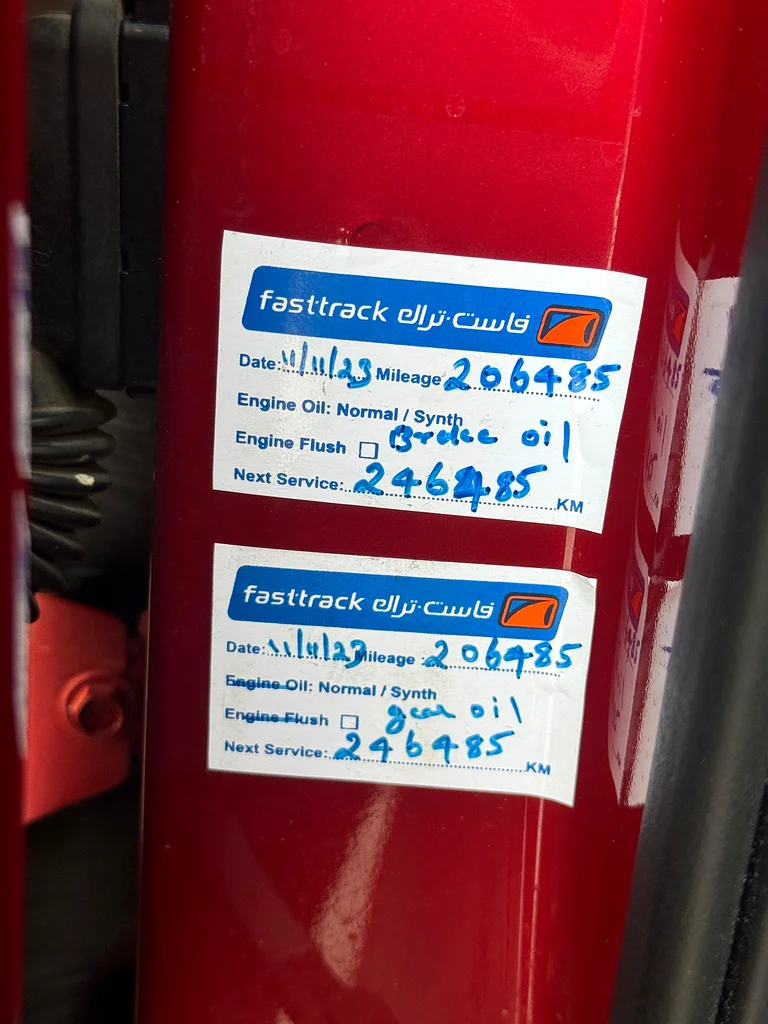 fasttrack فاست·تراك
Date: 11/11/23 Mileage 206485
Engine Oil: Normal / Synth
Engine Flush Brake oil
Next Service: 246485 KM
fasttrack فاست·تراك
Date: 11/11/23 Mileage : 206485
Engine Oil: Normal / Synth
Engine Flush gear oil
Next Service: 246485 KM